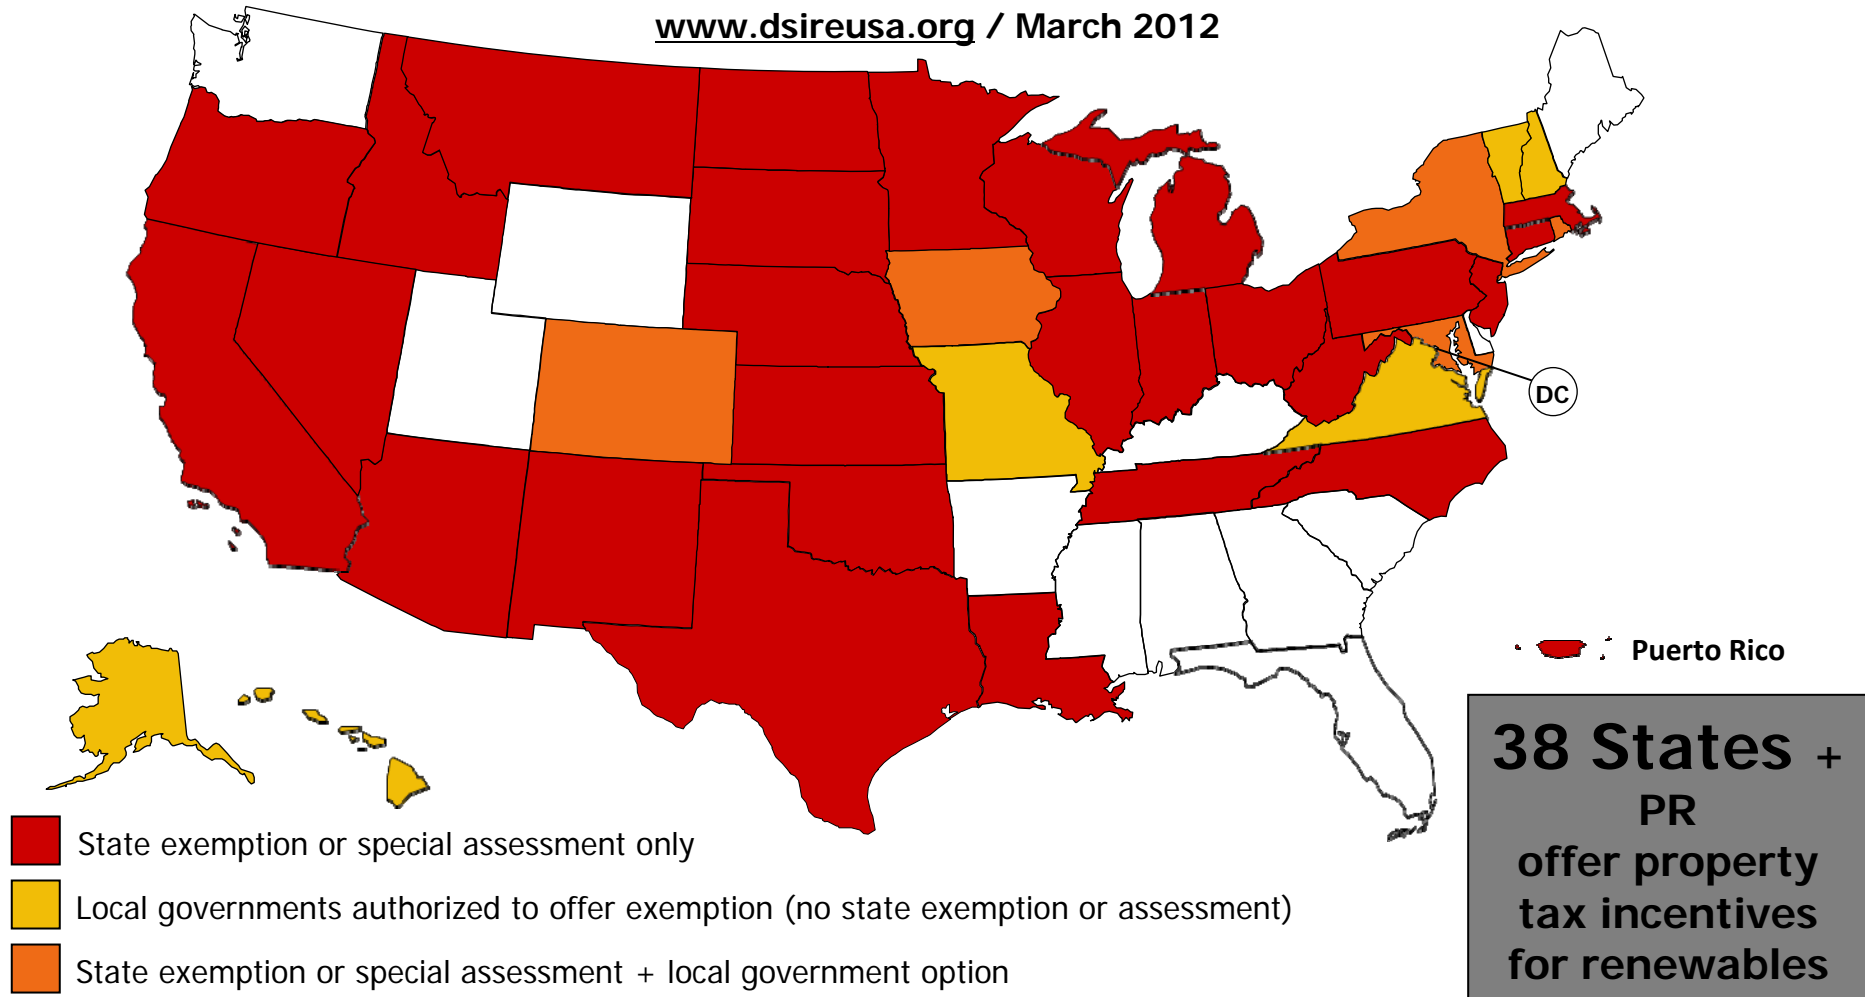 www.dsireusa.org / March 2012
DC
Puerto Rico
38 States +
PR
offer property
tax incentives
for renewables
State exemption or special assessment only
Local governments authorized to offer exemption (no state exemption or assessment)
State exemption or special assessment + local government option